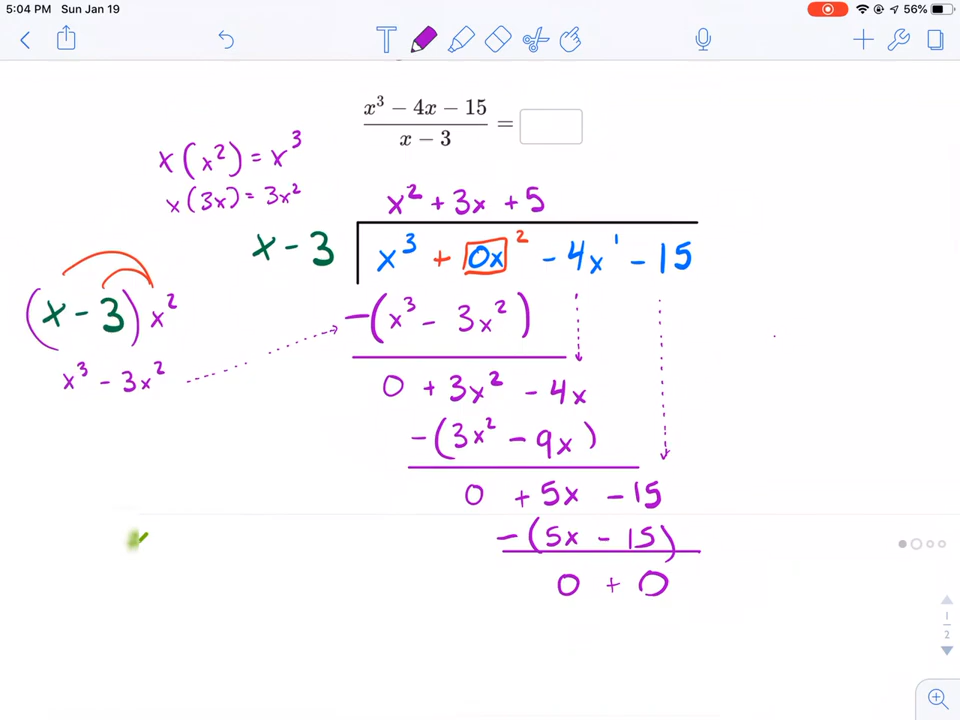 5:04 PM Sun Jan 19 56%
T
x³ − 4x − 15 / x − 3 =
x(x²) = x³
x(3x) = 3x²
x² + 3x + 5
x − 3 x³ + 0x² − 4x¹ − 15
(x − 3)x²
−(x³ − 3x²)
x³ − 3x²
0 + 3x² − 4x
−(3x² − 9x)
0 + 5x − 15
−(5x − 15)
0 + 0
1/2